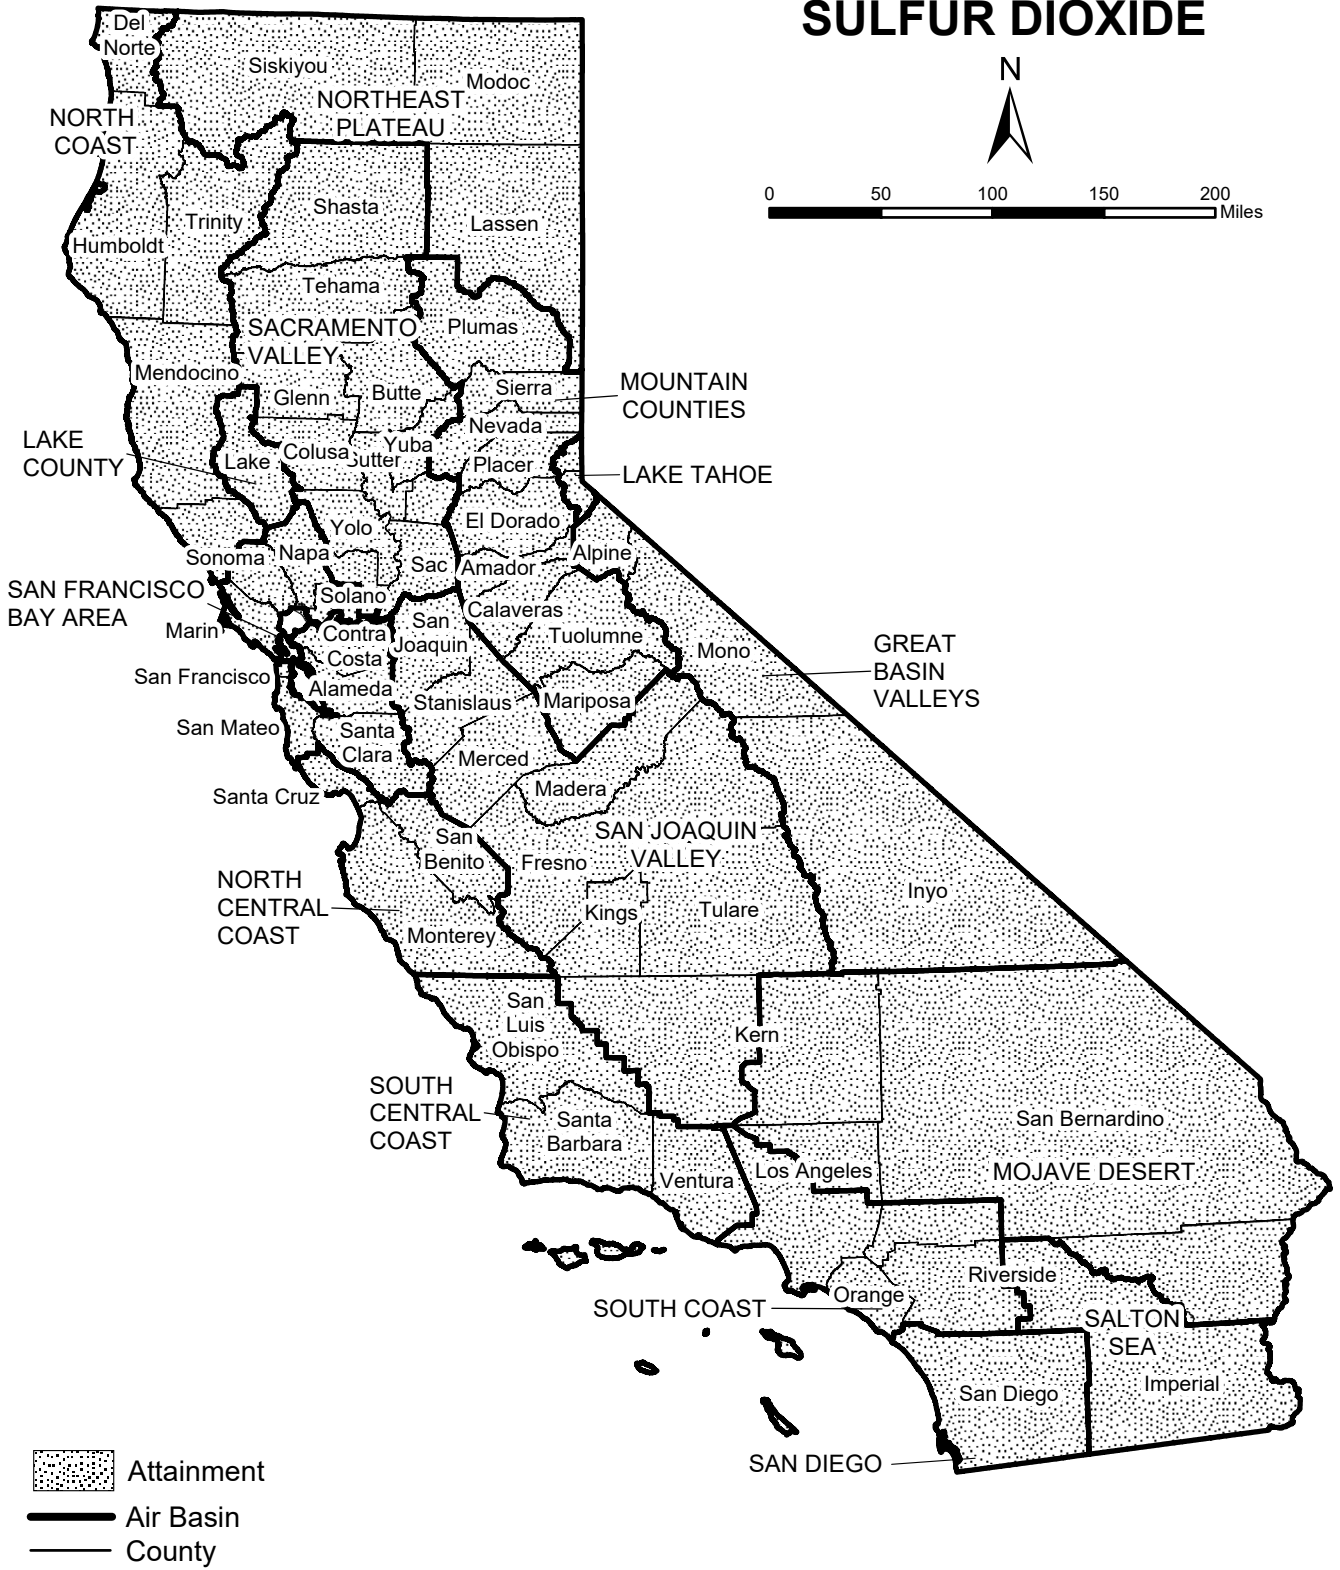 SULFUR DIOXIDE
N
0 50 100 150 200
Miles
Del
Norte
Siskiyou
Modoc
NORTHEAST
PLATEAU
NORTH
COAST
Shasta
Trinity
Lassen
Humboldt
Tehama
SACRAMENTO
VALLEY
Plumas
Mendocino
Glenn
Butte
Sierra
MOUNTAIN
COUNTIES
Nevada
LAKE
COUNTY
Lake
Colusa
Yuba
utter
Placer
LAKE TAHOE
Yolo
El Dorado
Sonoma
Napa
Sac
Amador
Alpine
SAN FRANCISCO
BAY AREA
Solano
Calaveras
Marin
Contra
Costa
San
Joaquin
Tuolumne
Mono
GREAT
BASIN
VALLEYS
San Francisco
Alameda
Stanislaus
Mariposa
San Mateo
Santa
Clara
Merced
Santa Cruz
Madera
San
Benito
SAN JOAQUIN
VALLEY
Fresno
NORTH
CENTRAL
COAST
Kings
Tulare
Inyo
Monterey
San
Luis
Obispo
Kern
SOUTH
CENTRAL
COAST
Santa
Barbara
San Bernardino
Ventura
Los Angeles
MOJAVE DESERT
Riverside
Orange
SOUTH COAST
SALTON
SEA
San Diego
Imperial
SAN DIEGO
Attainment
Air Basin
County